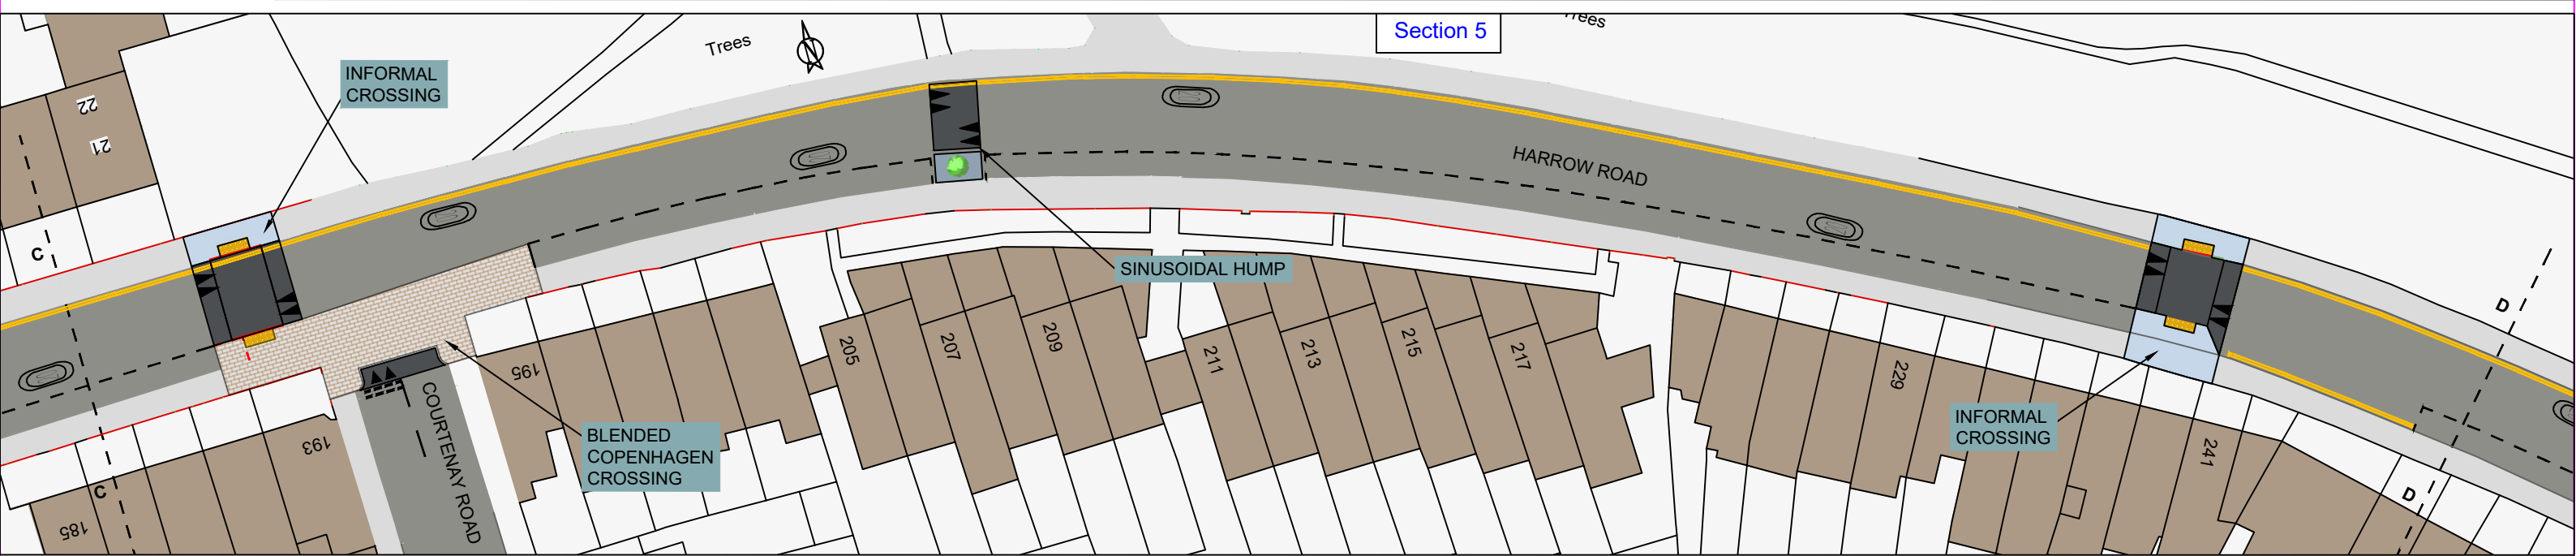 Section 5
Trees
Trees
INFORMAL
CROSSING
22
21
HARROW ROAD
C
SINUSOIDAL HUMP
D
205
207
209
211
213
215
217
229
195
COURTENAY ROAD
BLENDED
COPENHAGEN
CROSSING
INFORMAL
CROSSING
193
241
C
D
185